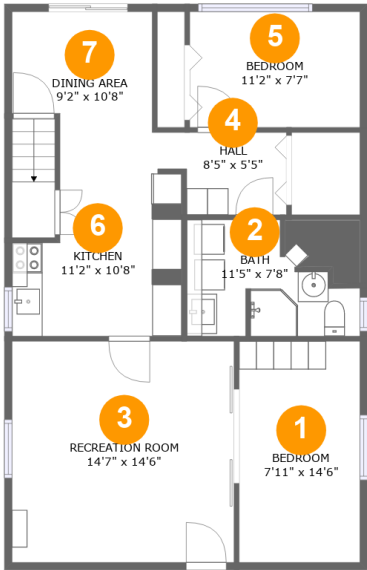 7
DINING AREA
9'2" x 10'8"
5
BEDROOM
11'2" x 7'7"
4
HALL
8'5" x 5'5"
6
KITCHEN
11'2" x 10'8"
2
BATH
11'5" x 7'8"
3
RECREATION ROOM
14'7" x 14'6"
1
BEDROOM
7'11" x 14'6"